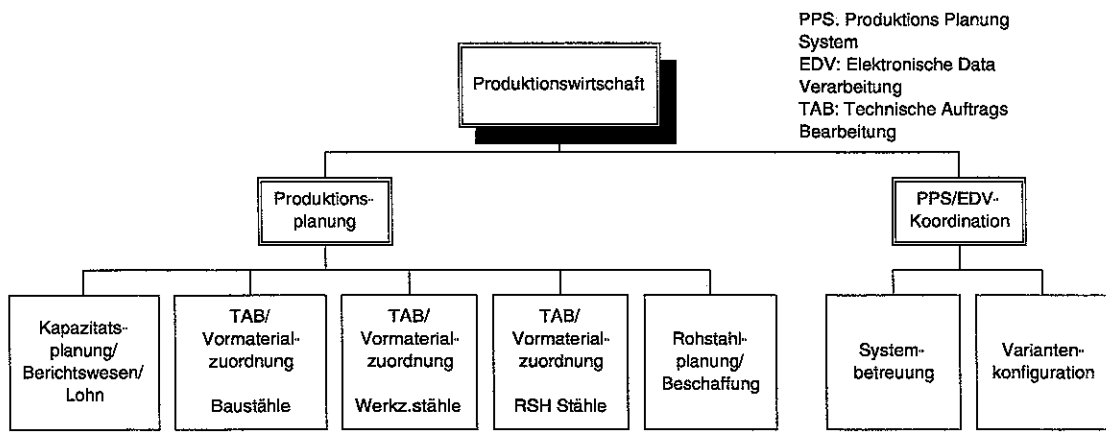 PPS. Produktions Planung
System
EDV: Elektronische Data
Verarbeitung
TAB: Technische Auftrags
Bearbeitung
Produktionswirtschaft
Produktions-
planung
PPS/EDV-
Koordination
Kapazitats-
planung/
Berichtswesen/
Lohn
TAB/
Vormaterial-
zuordnung
Baustähle
TAB/
Vormaterial-
zuordnung
Werkz.stähle
TAB/
Vormaterial-
zuordnung
RSH Stähle
Rohstahl-
planung/
Beschaffung
System-
betreuung
Varianten-
konfiguration